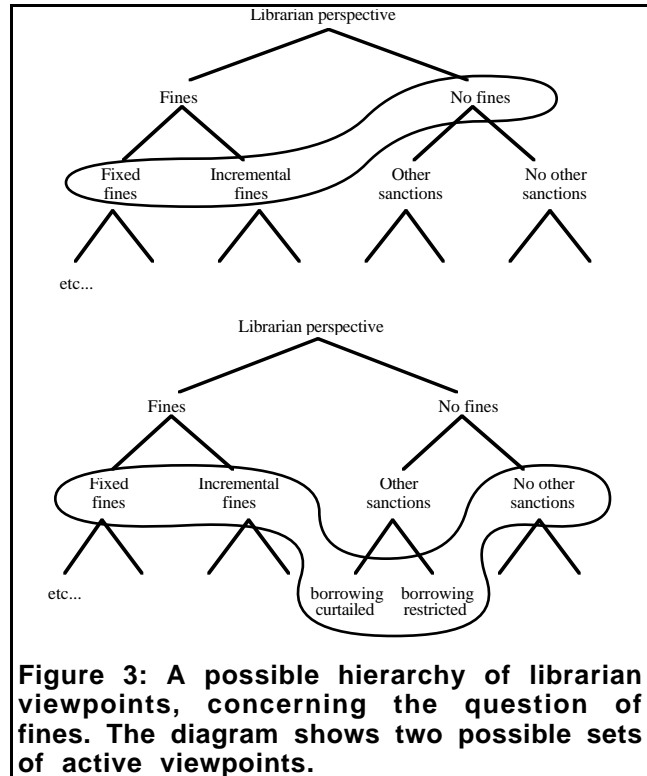 Librarian perspective
Fines No fines
Fixed Incremental Other No other
fines fines sanctions sanctions
etc...
Librarian perspective
Fines No fines
Fixed Incremental Other No other
fines fines sanctions sanctions
etc... borrowing borrowing
curtailed restricted
Figure 3: A possible hierarchy of librarian
viewpoints, concerning the question of
fines. The diagram shows two possible sets
of active viewpoints.